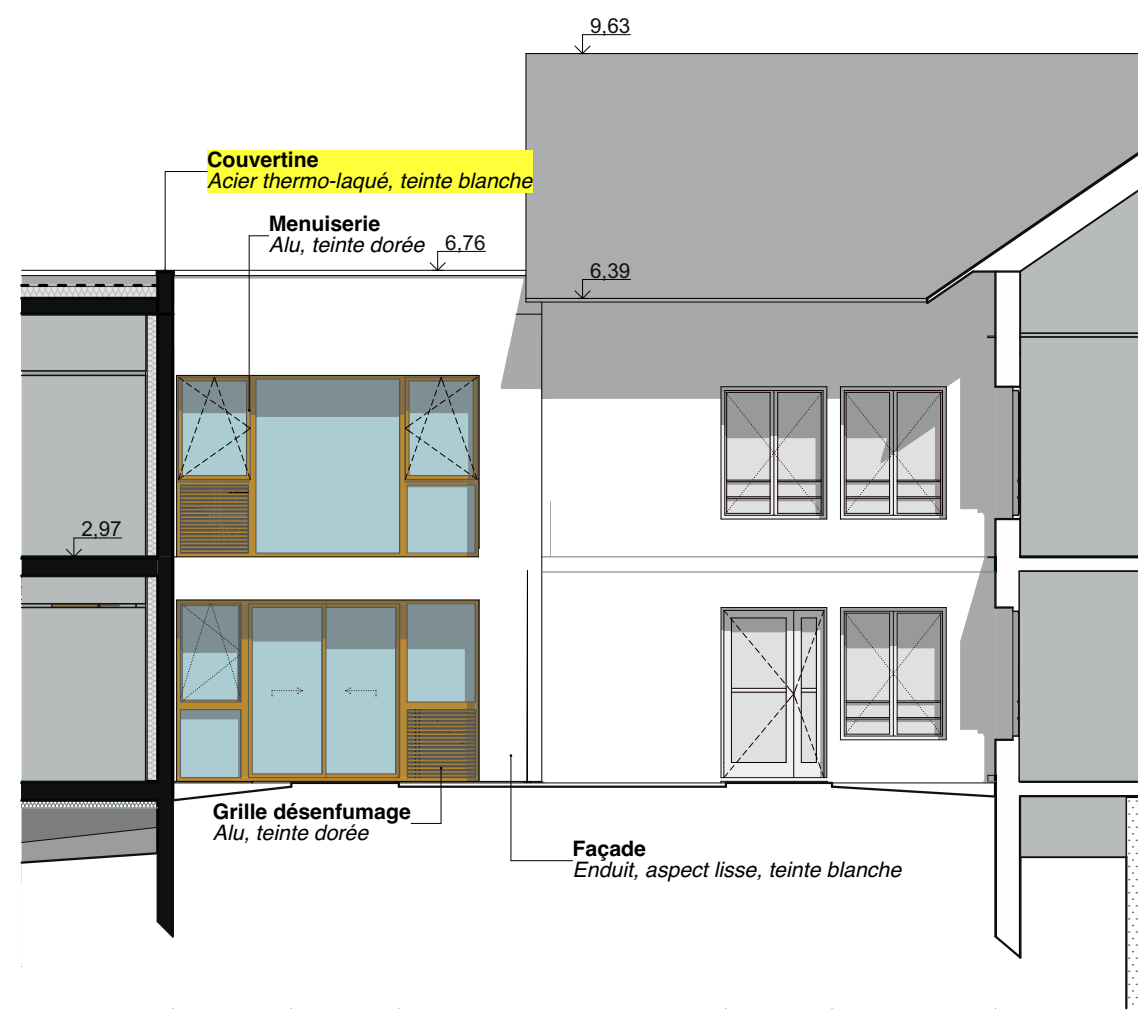 9,63
Couvertine
Acier thermo-laqué, teinte blanche
Menuiserie
Alu, teinte dorée
6,76
6,39
2,97
Grille désenfumage
Alu, teinte dorée
Façade
Enduit, aspect lisse, teinte blanche